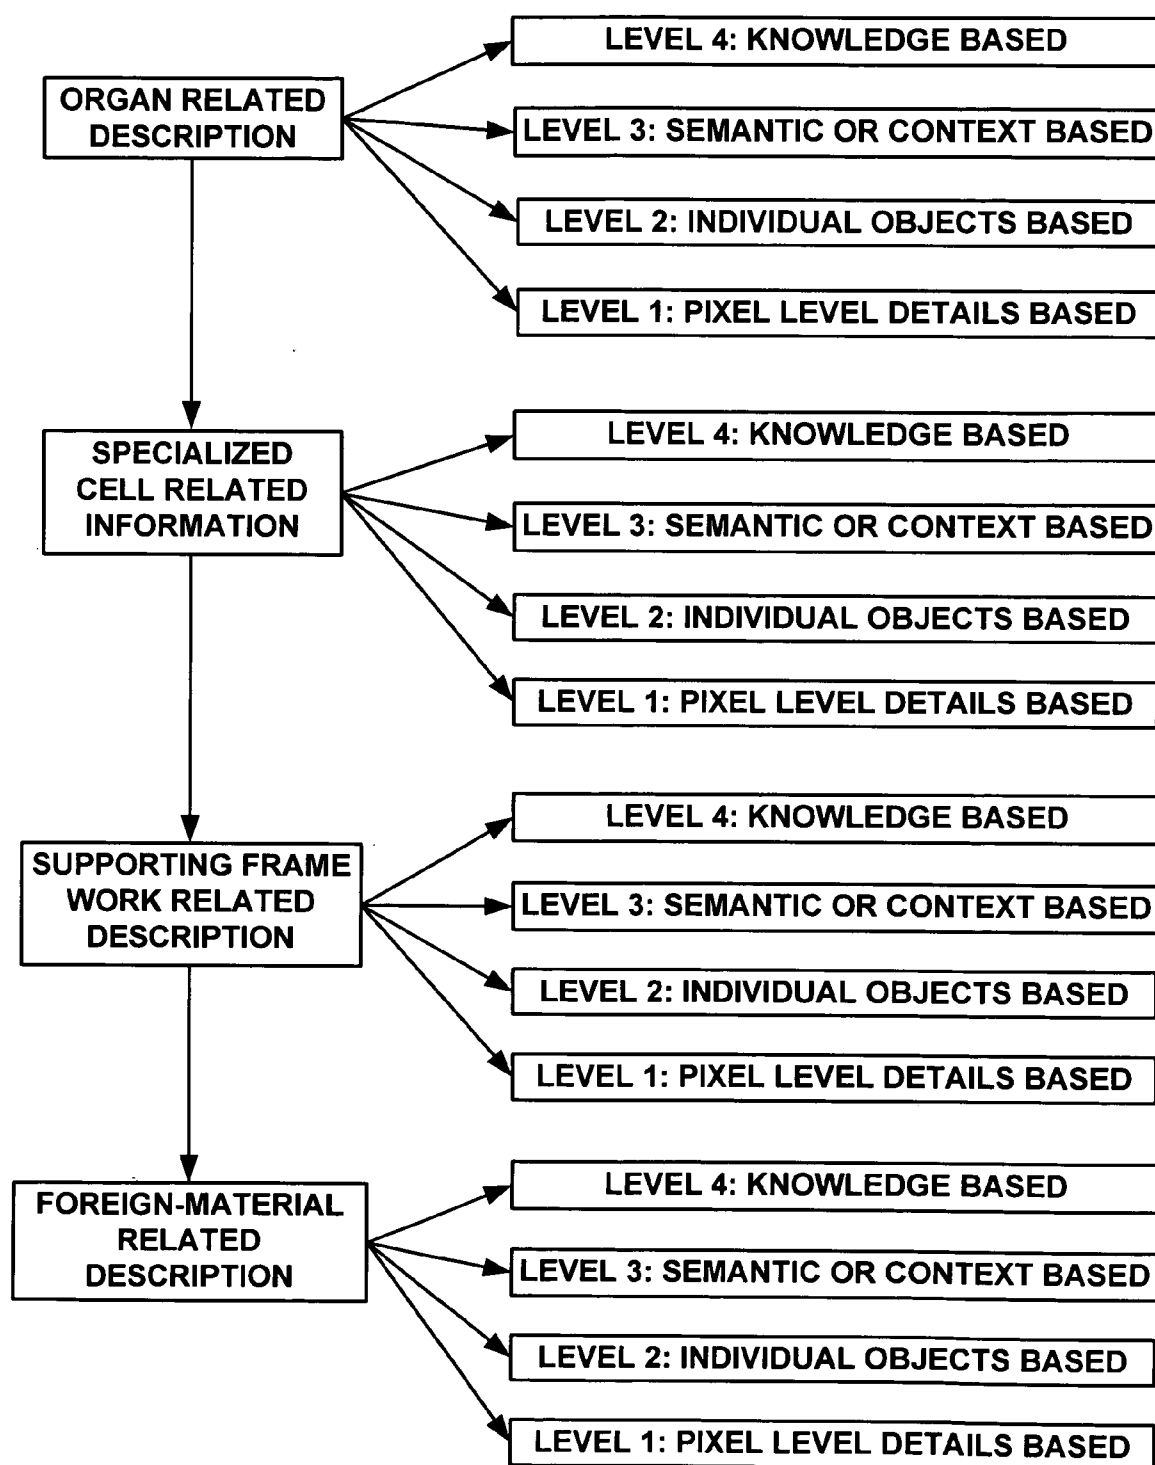 ORGAN RELATED
DESCRIPTION
LEVEL 4: KNOWLEDGE BASED
LEVEL 3: SEMANTIC OR CONTEXT BASED
LEVEL 2: INDIVIDUAL OBJECTS BASED
LEVEL 1: PIXEL LEVEL DETAILS BASED
SPECIALIZED
CELL RELATED
INFORMATION
LEVEL 4: KNOWLEDGE BASED
LEVEL 3: SEMANTIC OR CONTEXT BASED
LEVEL 2: INDIVIDUAL OBJECTS BASED
LEVEL 1: PIXEL LEVEL DETAILS BASED
SUPPORTING FRAME
WORK RELATED
DESCRIPTION
LEVEL 4: KNOWLEDGE BASED
LEVEL 3: SEMANTIC OR CONTEXT BASED
LEVEL 2: INDIVIDUAL OBJECTS BASED
LEVEL 1: PIXEL LEVEL DETAILS BASED
FOREIGN-MATERIAL
RELATED
DESCRIPTION
LEVEL 4: KNOWLEDGE BASED
LEVEL 3: SEMANTIC OR CONTEXT BASED
LEVEL 2: INDIVIDUAL OBJECTS BASED
LEVEL 1: PIXEL LEVEL DETAILS BASED